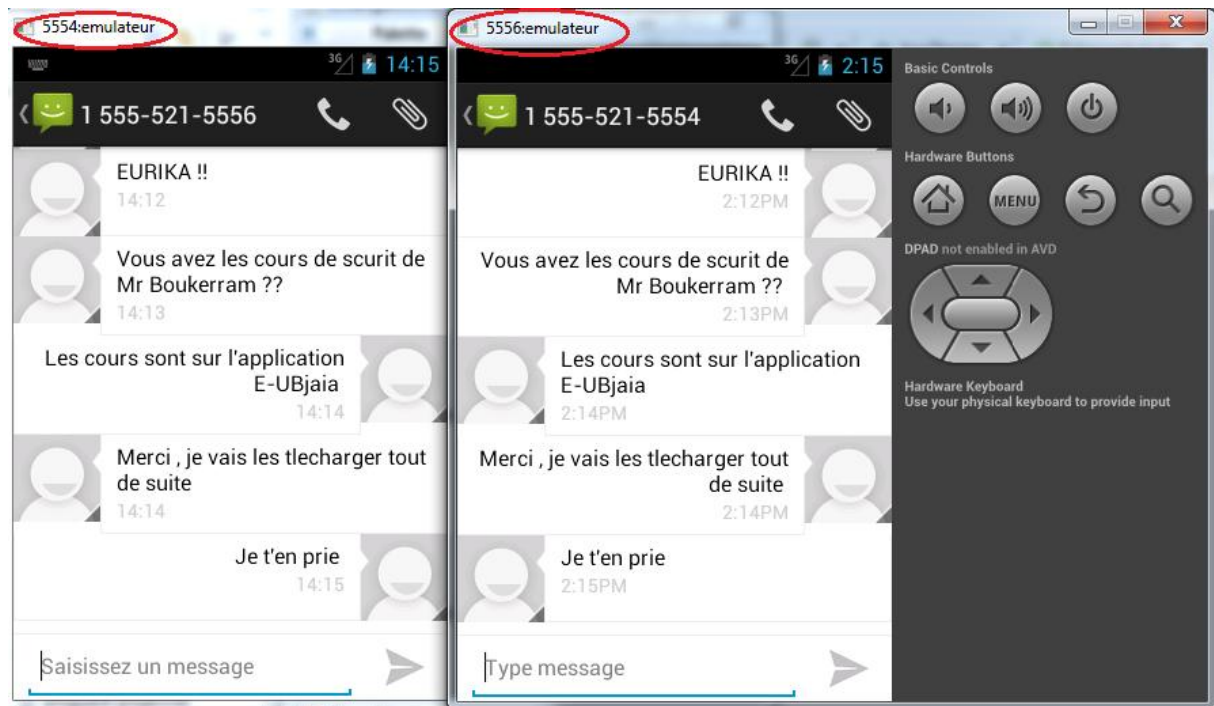 5554:emulateur
3G 14:15
1 555-521-5556
EURIKA !!
14:12
Vous avez les cours de scurit de
Mr Boukerram ??
14:13
Les cours sont sur l'application
E-UBjaia
14:14
Merci , je vais les tlecharger tout
de suite
14:14
Je t'en prie
14:15
Saisissez un message
5556:emulateur
3G 2:15
1 555-521-5554
EURIKA !!
2:12PM
Vous avez les cours de scurit de
Mr Boukerram ??
2:13PM
Les cours sont sur l'application
E-UBjaia
2:14PM
Merci , je vais les tlecharger tout
de suite
2:14PM
Je t'en prie
2:15PM
Type message
Basic Controls
Hardware Buttons
MENU
DPAD not enabled in AVD
Hardware Keyboard
Use your physical keyboard to provide input